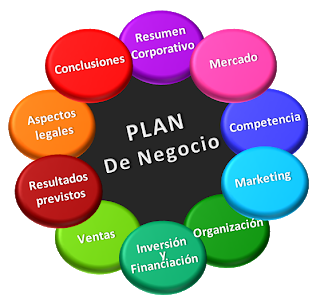 PLAN
De Negocio
Resumen
Corporativo
Mercado
Competencia
Marketing
Organización
Inversión
y
Financiación
Ventas
Resultados
previstos
Aspectos
legales
Conclusiones